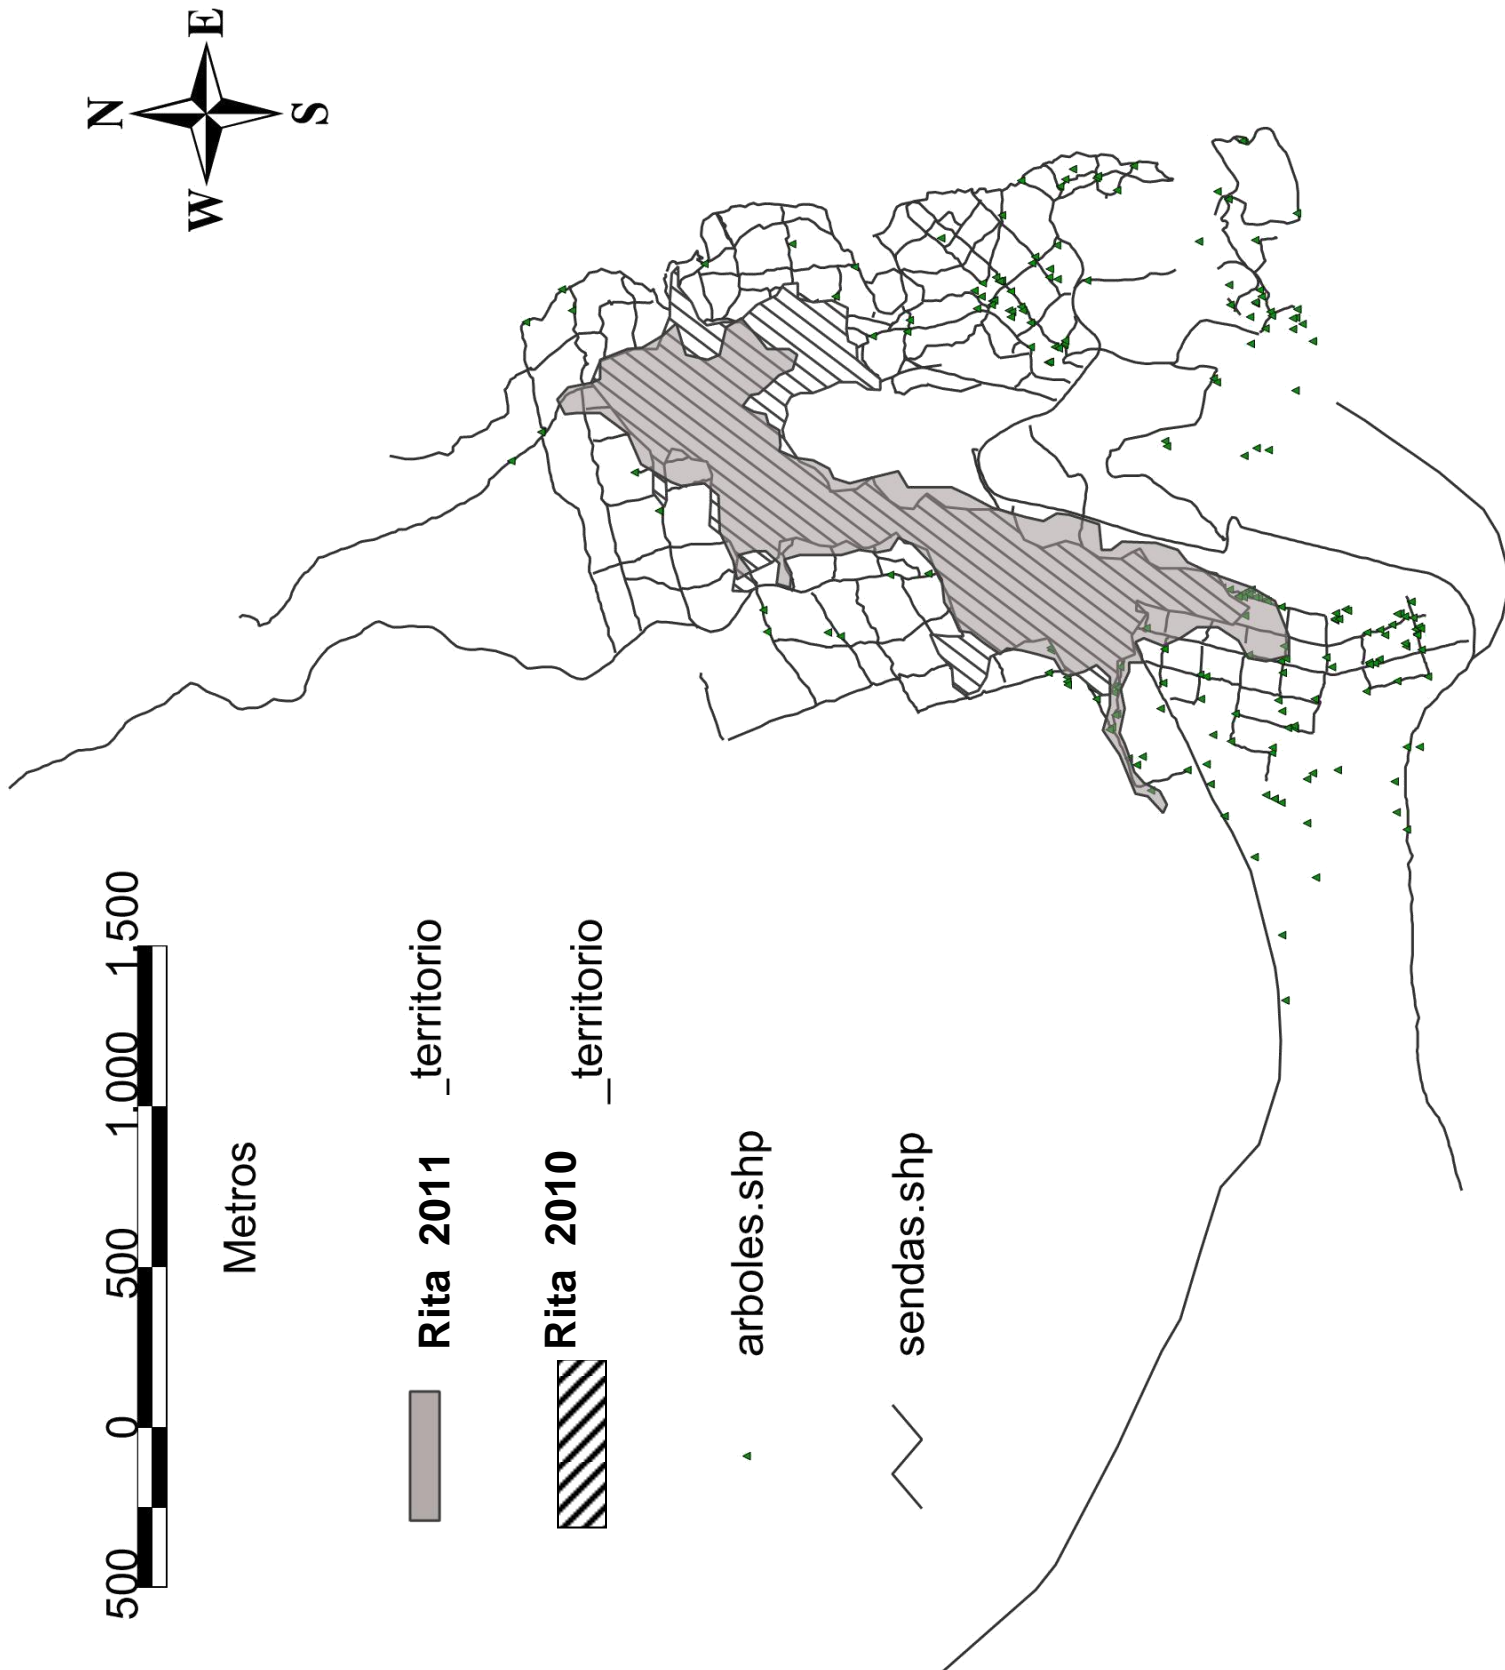 N
W E
S
500 0 500 1.000 1.500
Metros
Rita 2011 _territorio
Rita 2010 _territorio
arboles.shp
sendas.shp